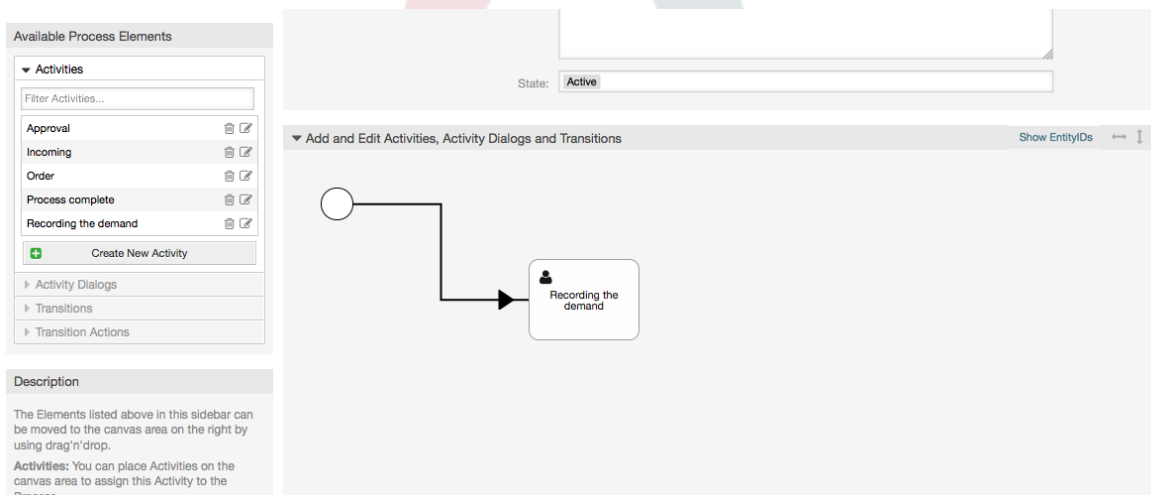 Available Process Elements
Activities
Filter Activities...
Approval
Incoming
Order
Process complete
Recording the demand
Create New Activity
Activity Dialogs
Transitions
Transition Actions
Description
The Elements listed above in this sidebar can
be moved to the canvas area on the right by
using drag'n'drop.
Activities: You can place Activities on the
canvas area to assign this Activity to the
Process
State: Active
Add and Edit Activities, Activity Dialogs and Transitions
Show EntityIDs
Recording the
demand